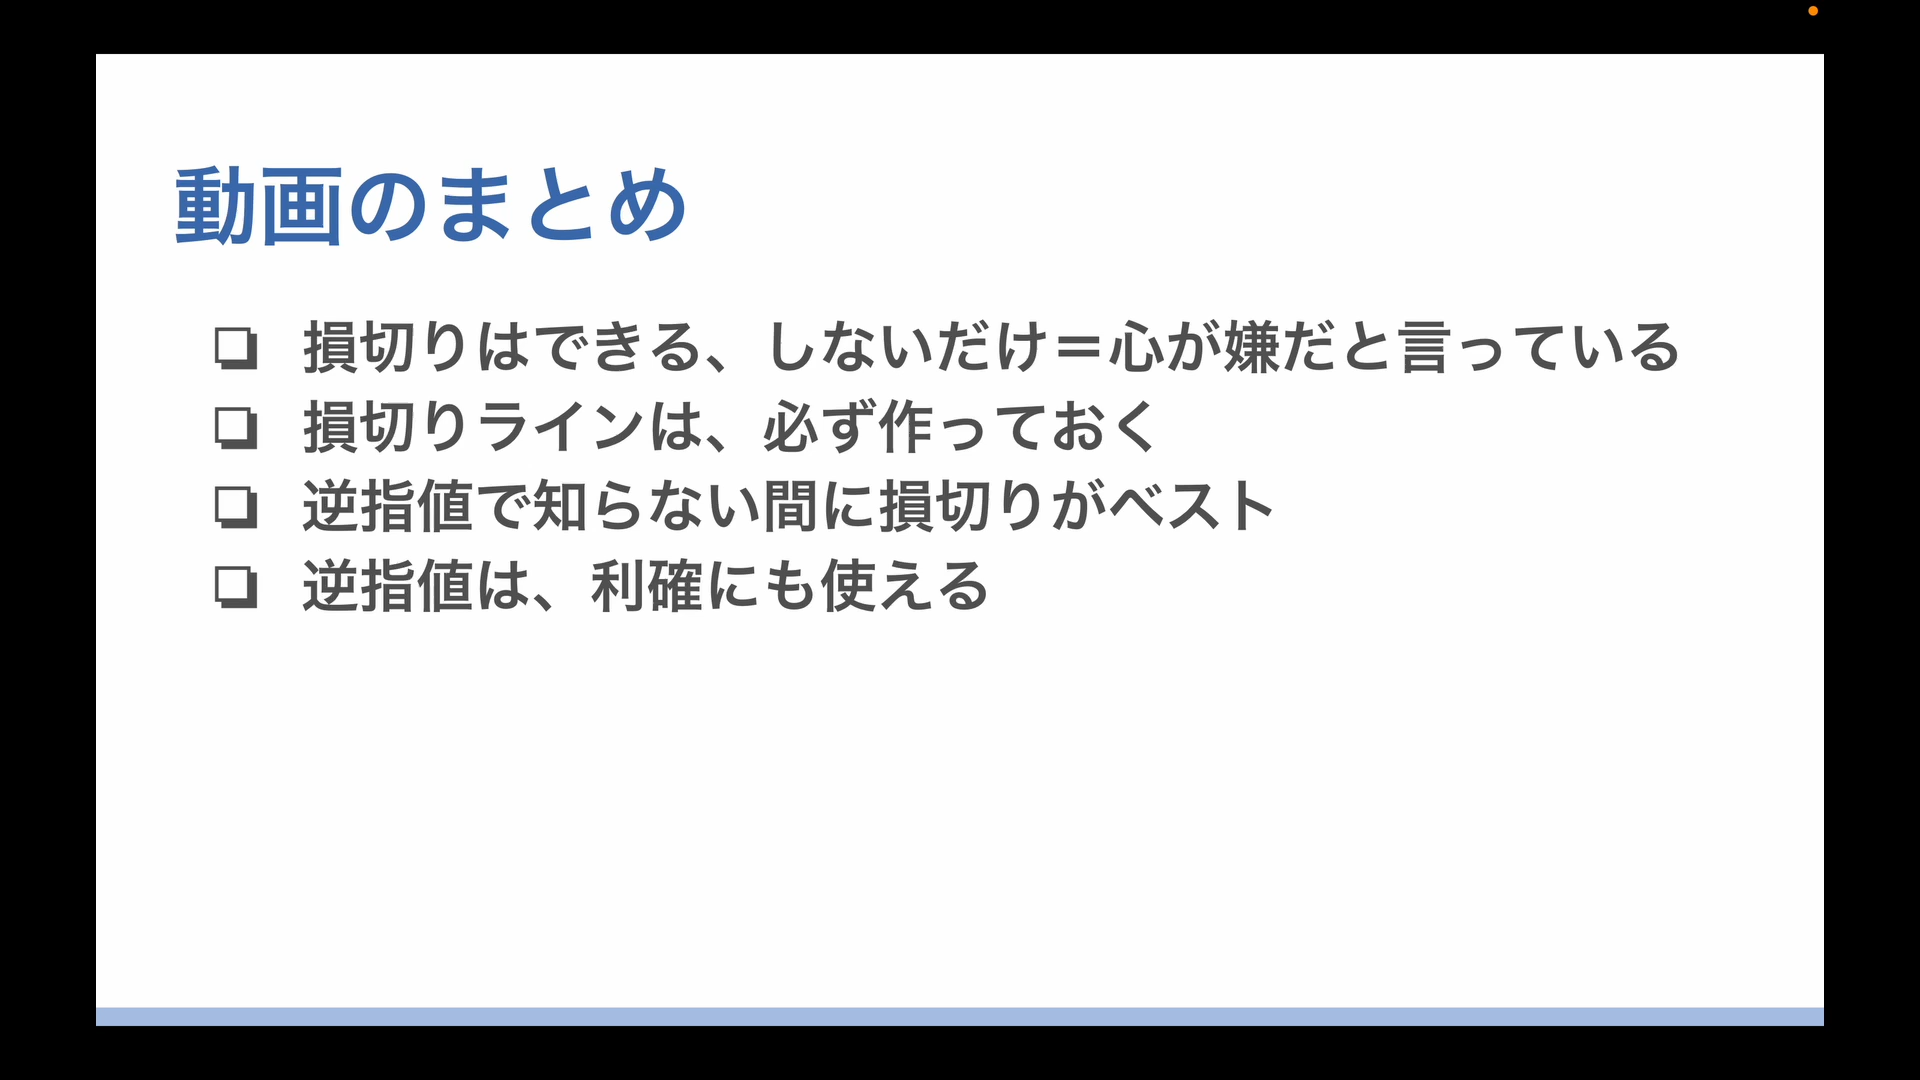 動画のまとめ
❏ 損切りはできる、しないだけ＝心が嫌だと言っている
❏ 損切りラインは、必ず作っておく
❏ 逆指値で知らない間に損切りがベスト
❏ 逆指値は、利確にも使える